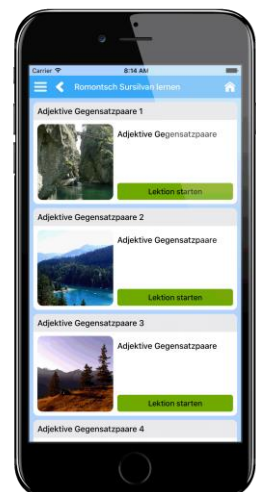 Carrier 8:14 AM
Romontsch Sursilvan lernen
Adjektive Gegensatzpaare 1
Adjektive Gegensatzpaare
Lektion starten
Adjektive Gegensatzpaare 2
Adjektive Gegensatzpaare
Lektion starten
Adjektive Gegensatzpaare 3
Adjektive Gegensatzpaare
Lektion starten
Adjektive Gegensatzpaare 4